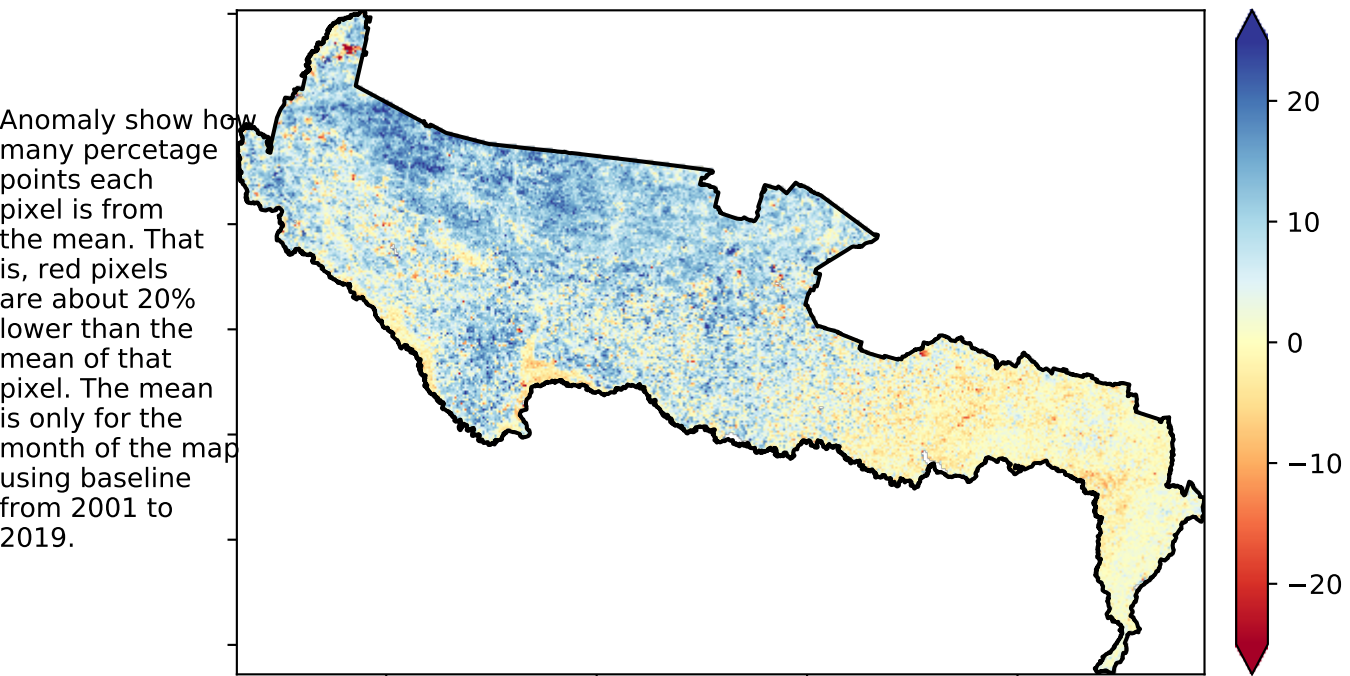 Anomaly show how
many percetage
points each
pixel is from
the mean. That
is, red pixels
are about 20%
lower than the
mean of that
pixel. The mean
is only for the
month of the map
using baseline
from 2001 to
2019.
20
10
0
−10
−20